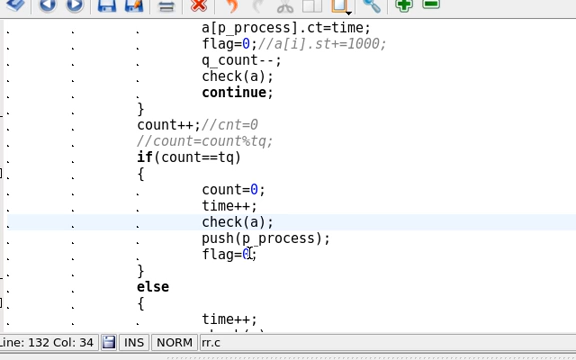 a[p_process].ct=time;
flag=0;//a[i].st+=1000;
q_count--;
check(a);
continue;
}
count++;//cnt=0
//count=count%tq;
if(count==tq)
{
count=0;
time++;
check(a);
push(p_process);
flag=0;
}
else
{
time++;
Line: 132 Col: 34 INS NORM rr.c